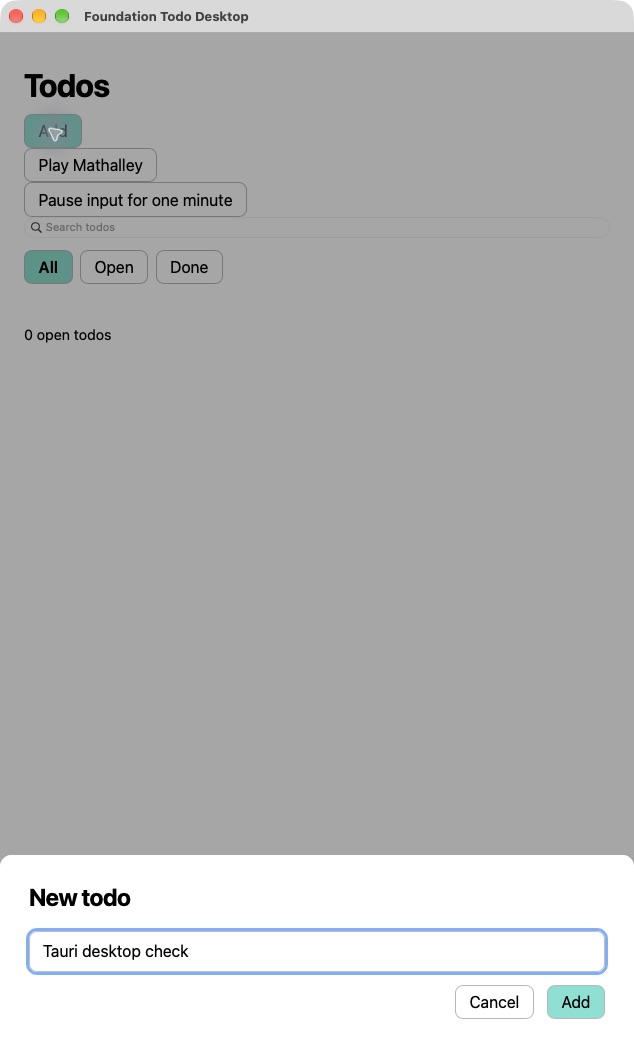 Foundation Todo Desktop
Todos
Add
Play Mathalley
Pause input for one minute
Search todos
All Open Done
0 open todos
New todo
Tauri desktop check
Cancel Add